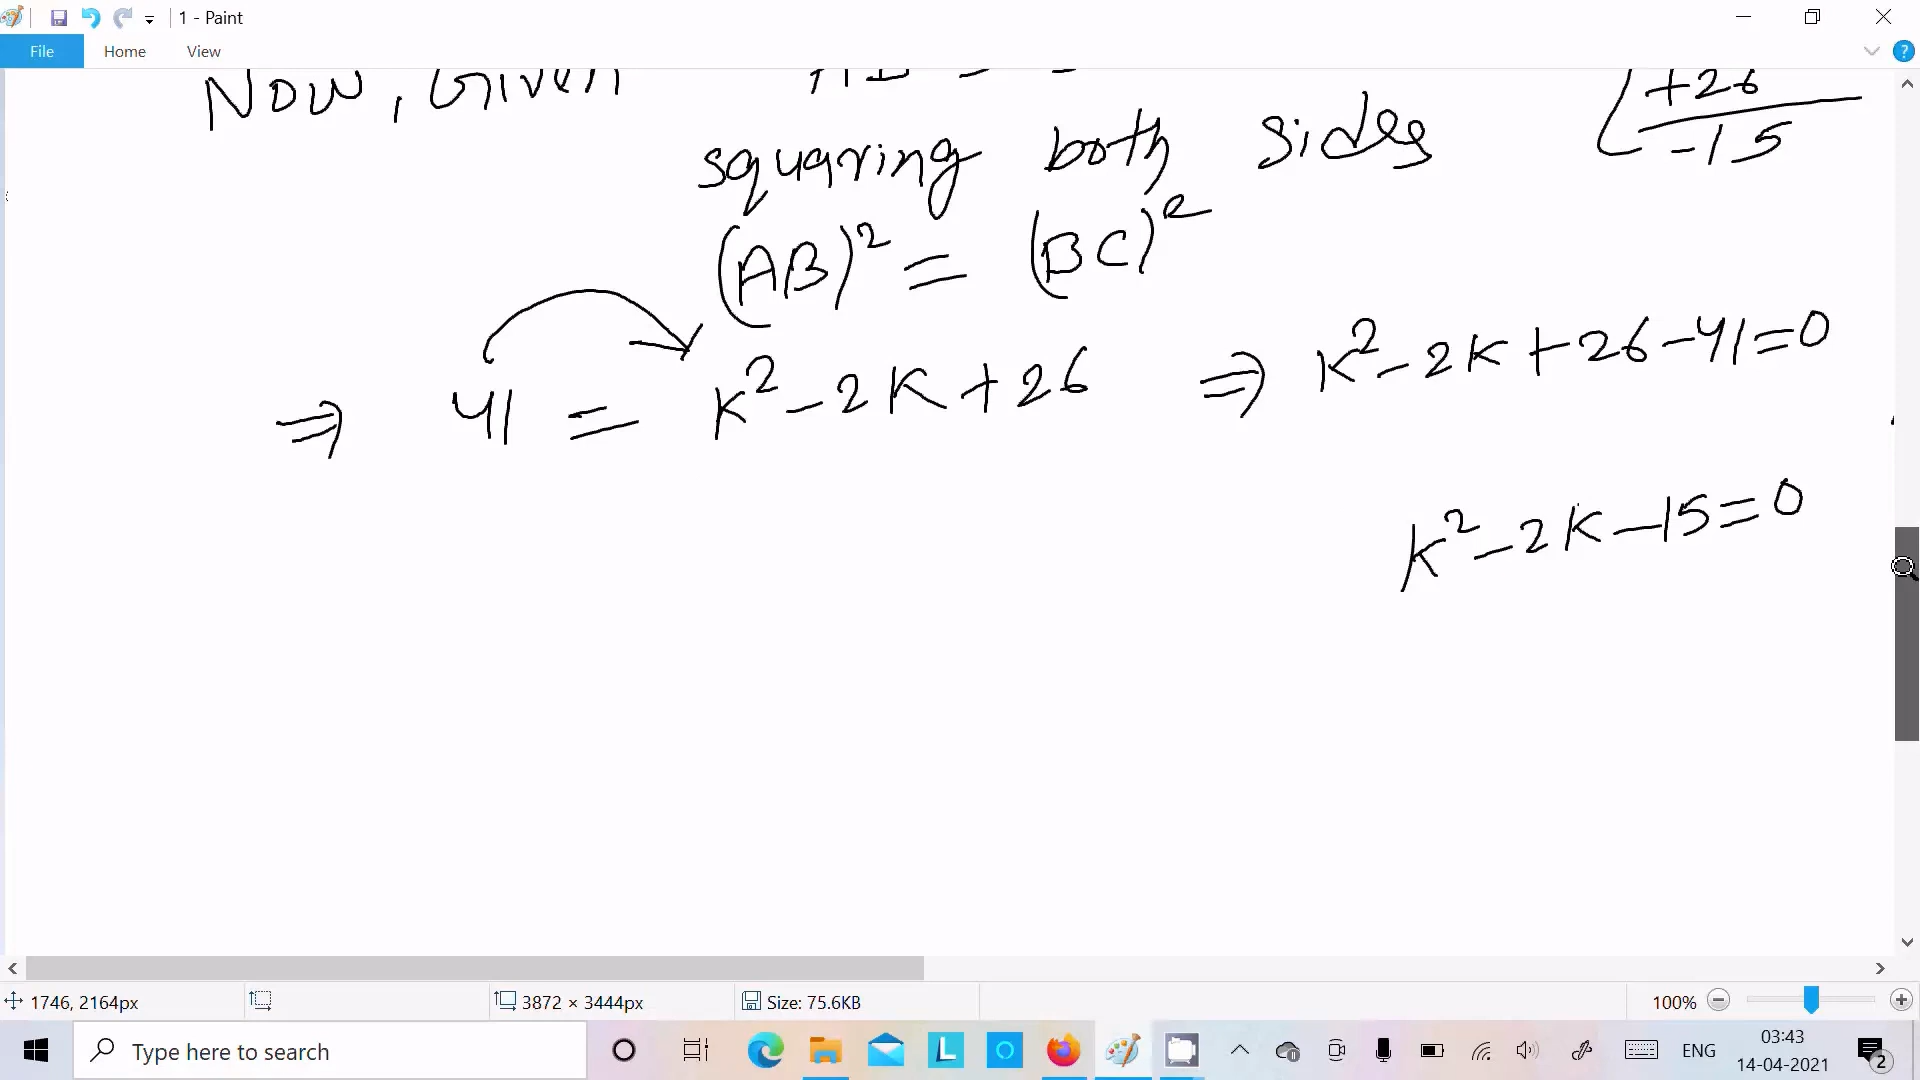 1 - Paint
File Home View
Now, Given
+26
-15
squaring both sides
(AB)² = (BC)²
⇒ 41 = K² - 2K + 26 ⇒ K² - 2K + 26 - 41 = 0
K² - 2K - 15 = 0
1746, 2164px 3872 × 3444px Size: 75.6KB 100%
Type here to search
ENG
03:43
14-04-2021
2